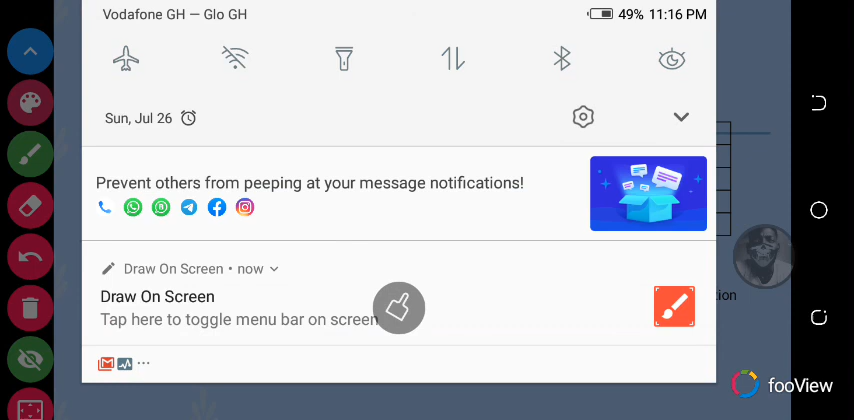 Vodafone GH — Glo GH
49% 11:16 PM
Sun, Jul 26
Prevent others from peeping at your message notifications!
Draw On Screen • now
Draw On Screen
Tap here to toggle menu bar on screen
tion
fooView